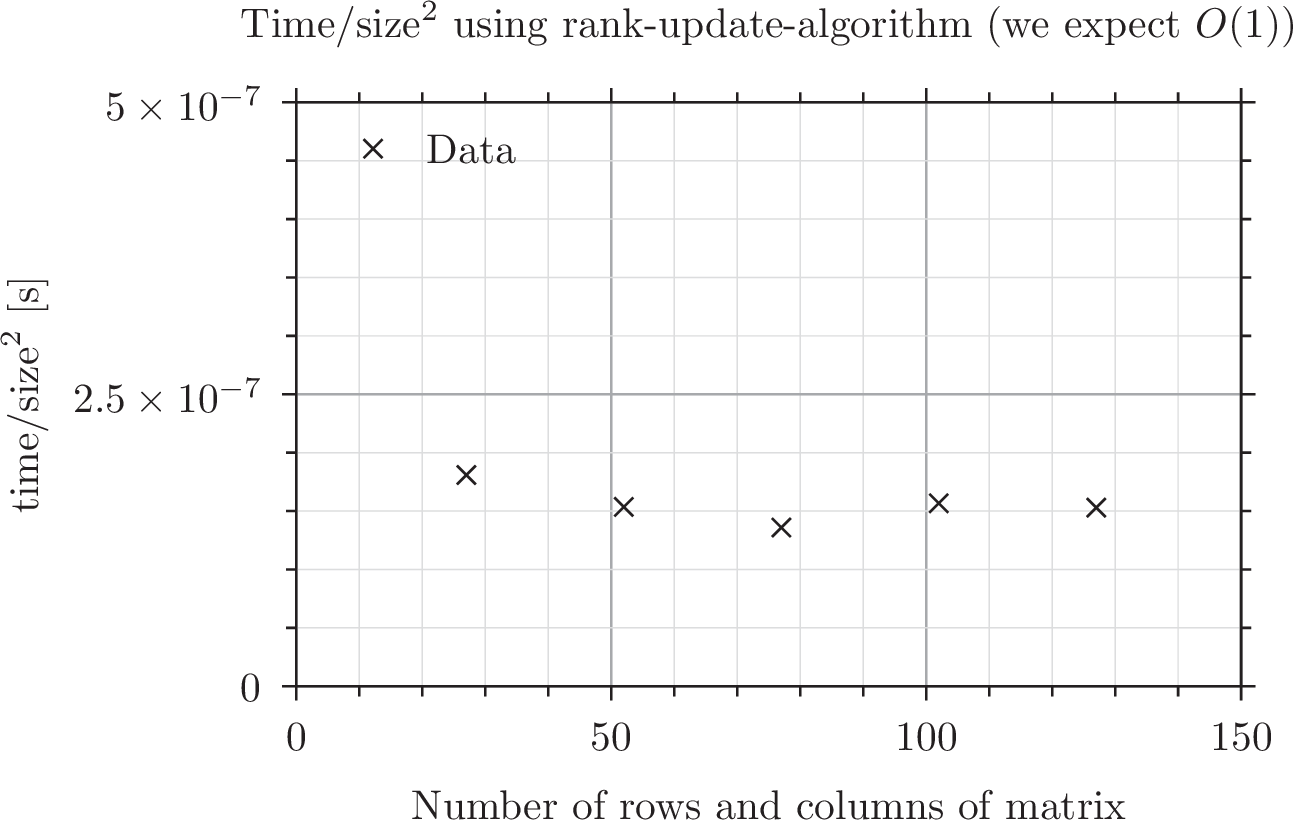 Time/size² using rank-update-algorithm (we expect O(1))
5 × 10⁻⁷
Data
2.5 × 10⁻⁷
time/size² [s]
0
0 50 100 150
Number of rows and columns of matrix